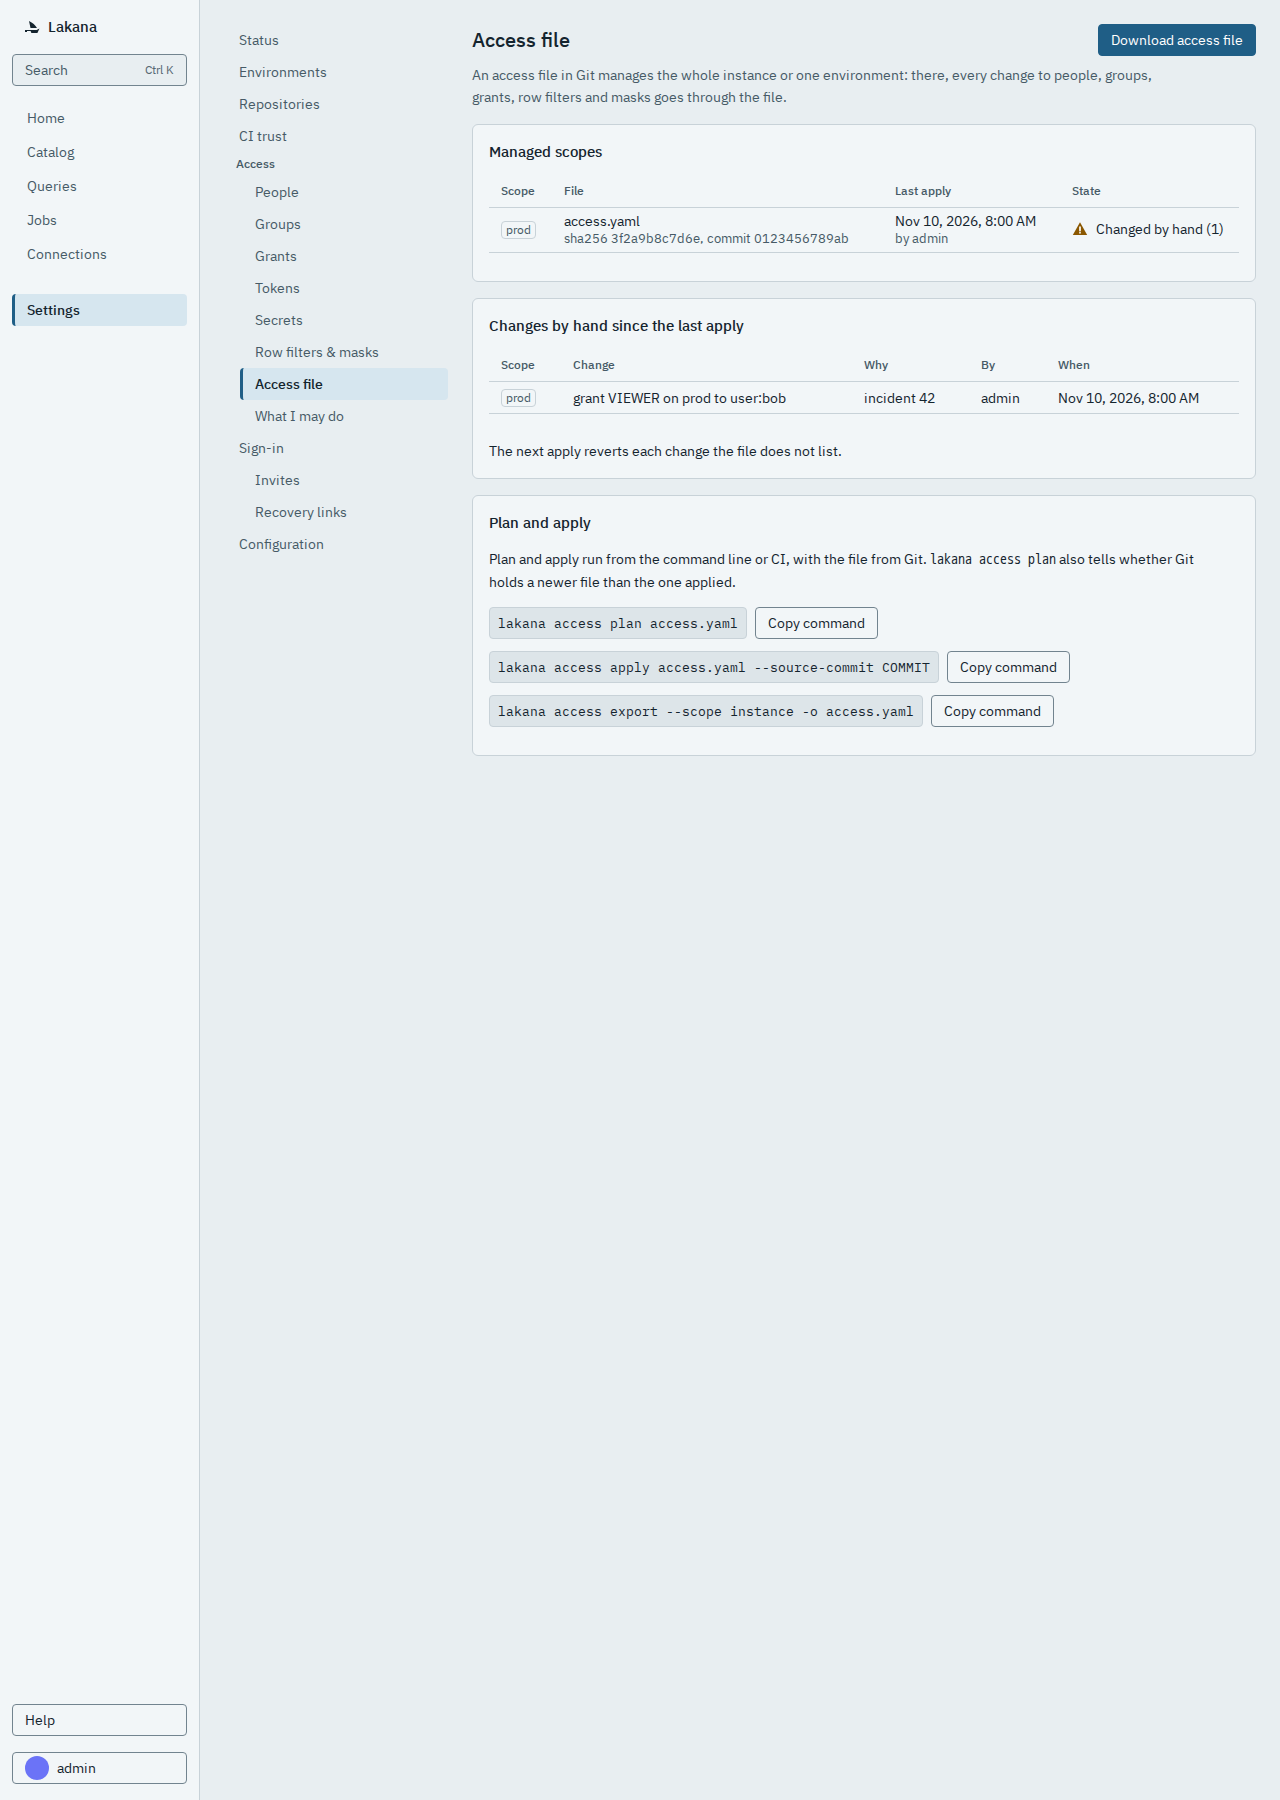 Lakana
Search Ctrl K
Home
Catalog
Queries
Jobs
Connections
Settings
Help
admin
Status
Environments
Repositories
CI trust
Access
People
Groups
Grants
Tokens
Secrets
Row filters & masks
Access file
What I may do
Sign-in
Invites
Recovery links
Configuration
Access file
Download access file
An access file in Git manages the whole instance or one environment: there, every change to people, groups,
grants, row filters and masks goes through the file.
Managed scopes
Scope File Last apply State
prod access.yaml Nov 10, 2026, 8:00 AM Changed by hand (1)
sha256 3f2a9b8c7d6e, commit 0123456789ab by admin
Changes by hand since the last apply
Scope Change Why By When
prod grant VIEWER on prod to user:bob incident 42 admin Nov 10, 2026, 8:00 AM
The next apply reverts each change the file does not list.
Plan and apply
Plan and apply run from the command line or CI, with the file from Git. lakana access plan also tells whether Git
holds a newer file than the one applied.
lakana access plan access.yaml Copy command
lakana access apply access.yaml --source-commit COMMIT Copy command
lakana access export --scope instance -o access.yaml Copy command